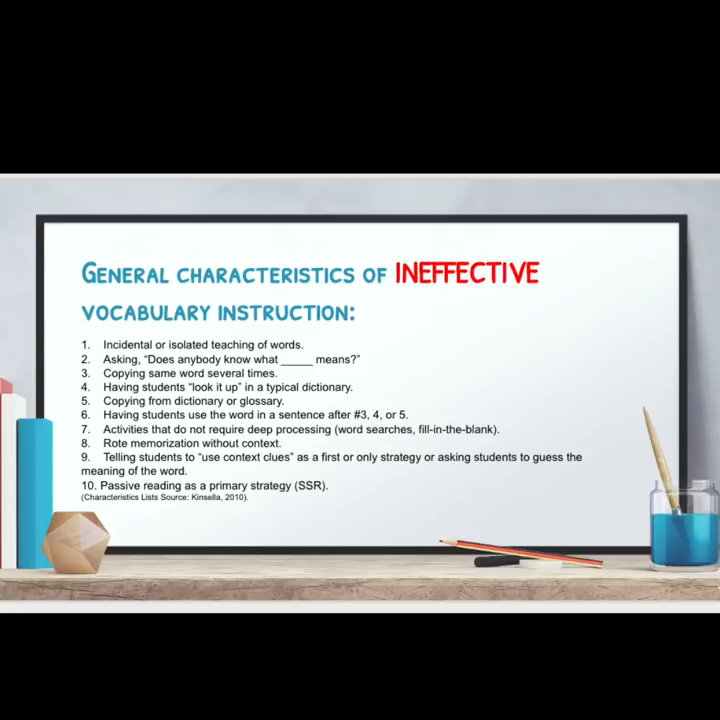 GENERAL CHARACTERISTICS OF INEFFECTIVE
VOCABULARY INSTRUCTION:
1. Incidental or isolated teaching of words.
2. Asking, “Does anybody know what _____ means?”
3. Copying same word several times.
4. Having students “look it up” in a typical dictionary.
5. Copying from dictionary or glossary.
6. Having students use the word in a sentence after #3, 4, or 5.
7. Activities that do not require deep processing (word searches, fill-in-the-blank).
8. Rote memorization without context.
9. Telling students to “use context clues” as a first or only strategy or asking students to guess the
meaning of the word.
10. Passive reading as a primary strategy (SSR).
(Characteristics Lists Source: Kinsella, 2010).